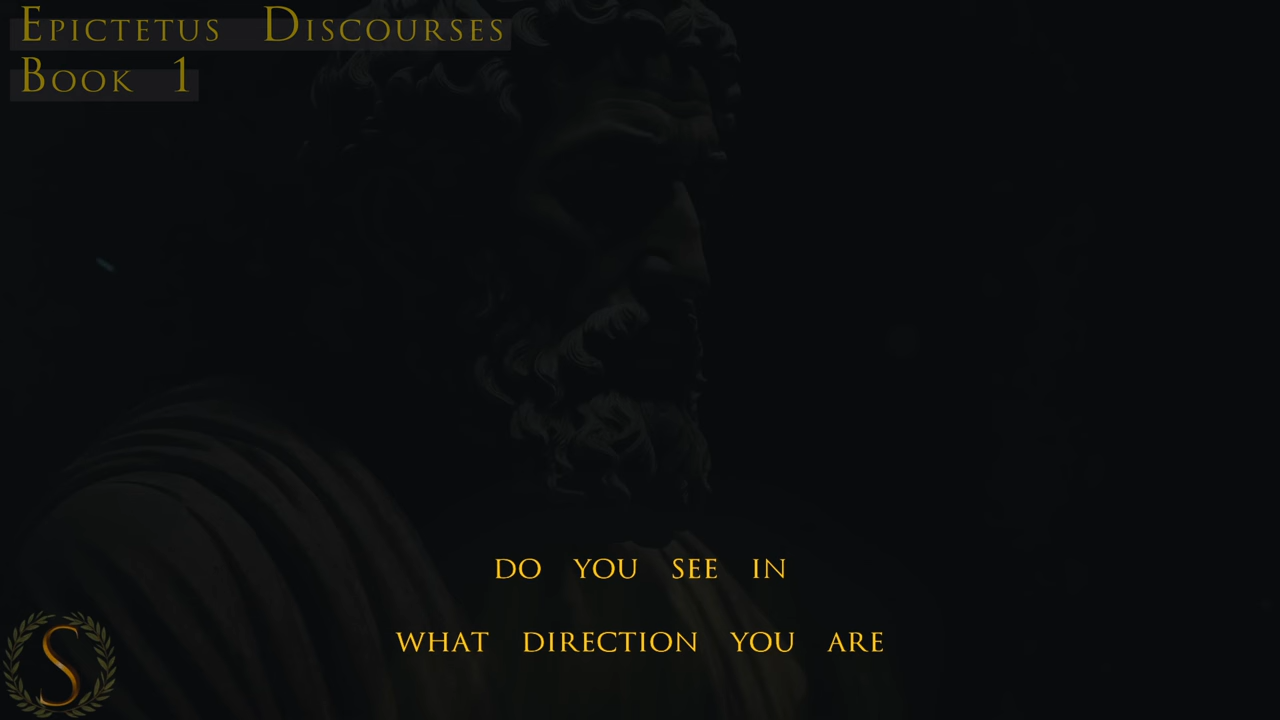 Epictetus Discourses
Book 1
DO YOU SEE IN
WHAT DIRECTION YOU ARE
S